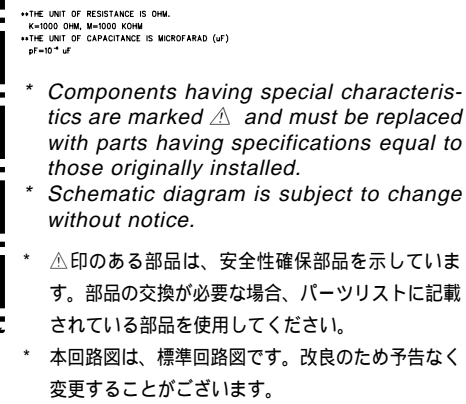 **THE UNIT OF RESISTANCE IS OHM.
K=1000 OHM, M=1000 KOHM
**THE UNIT OF CAPACITANCE IS MICROFARAD (uF)
pF=10⁻⁶ uF
* Components having special characteris-
tics are marked ⚠ and must be replaced
with parts having specifications equal to
those originally installed.
* Schematic diagram is subject to change
without notice.
* ⚠印のある部品は、安全性確保部品を示していま
す。部品の交換が必要な場合、パーツリストに記載
されている部品を使用してください。
* 本回路図は、標準回路図です。改良のため予告なく
変更することがございます。